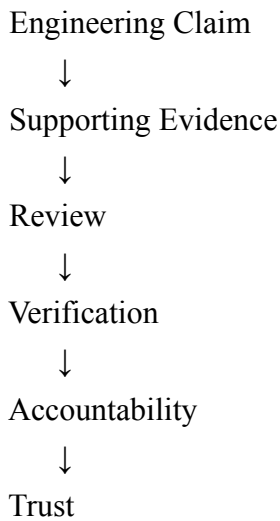 Engineering Claim
↓
Supporting Evidence
↓
Review
↓
Verification
↓
Accountability
↓
Trust